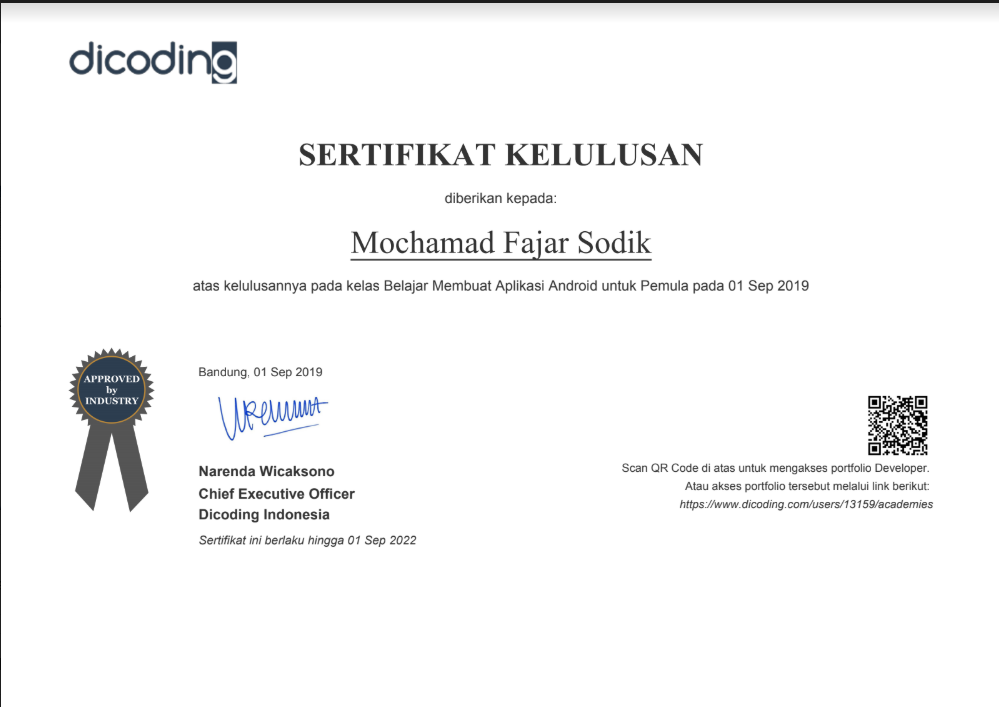 dicoding
SERTIFIKAT KELULUSAN
diberikan kepada:
Mochamad Fajar Sodik
atas kelulusannya pada kelas Belajar Membuat Aplikasi Android untuk Pemula pada 01 Sep 2019
APPROVED
by
INDUSTRY
Bandung, 01 Sep 2019
Narenda Wicaksono
Chief Executive Officer
Dicoding Indonesia
Sertifikat ini berlaku hingga 01 Sep 2022
Scan QR Code di atas untuk mengakses portfolio Developer.
Atau akses portfolio tersebut melalui link berikut:
https://www.dicoding.com/users/13159/academies